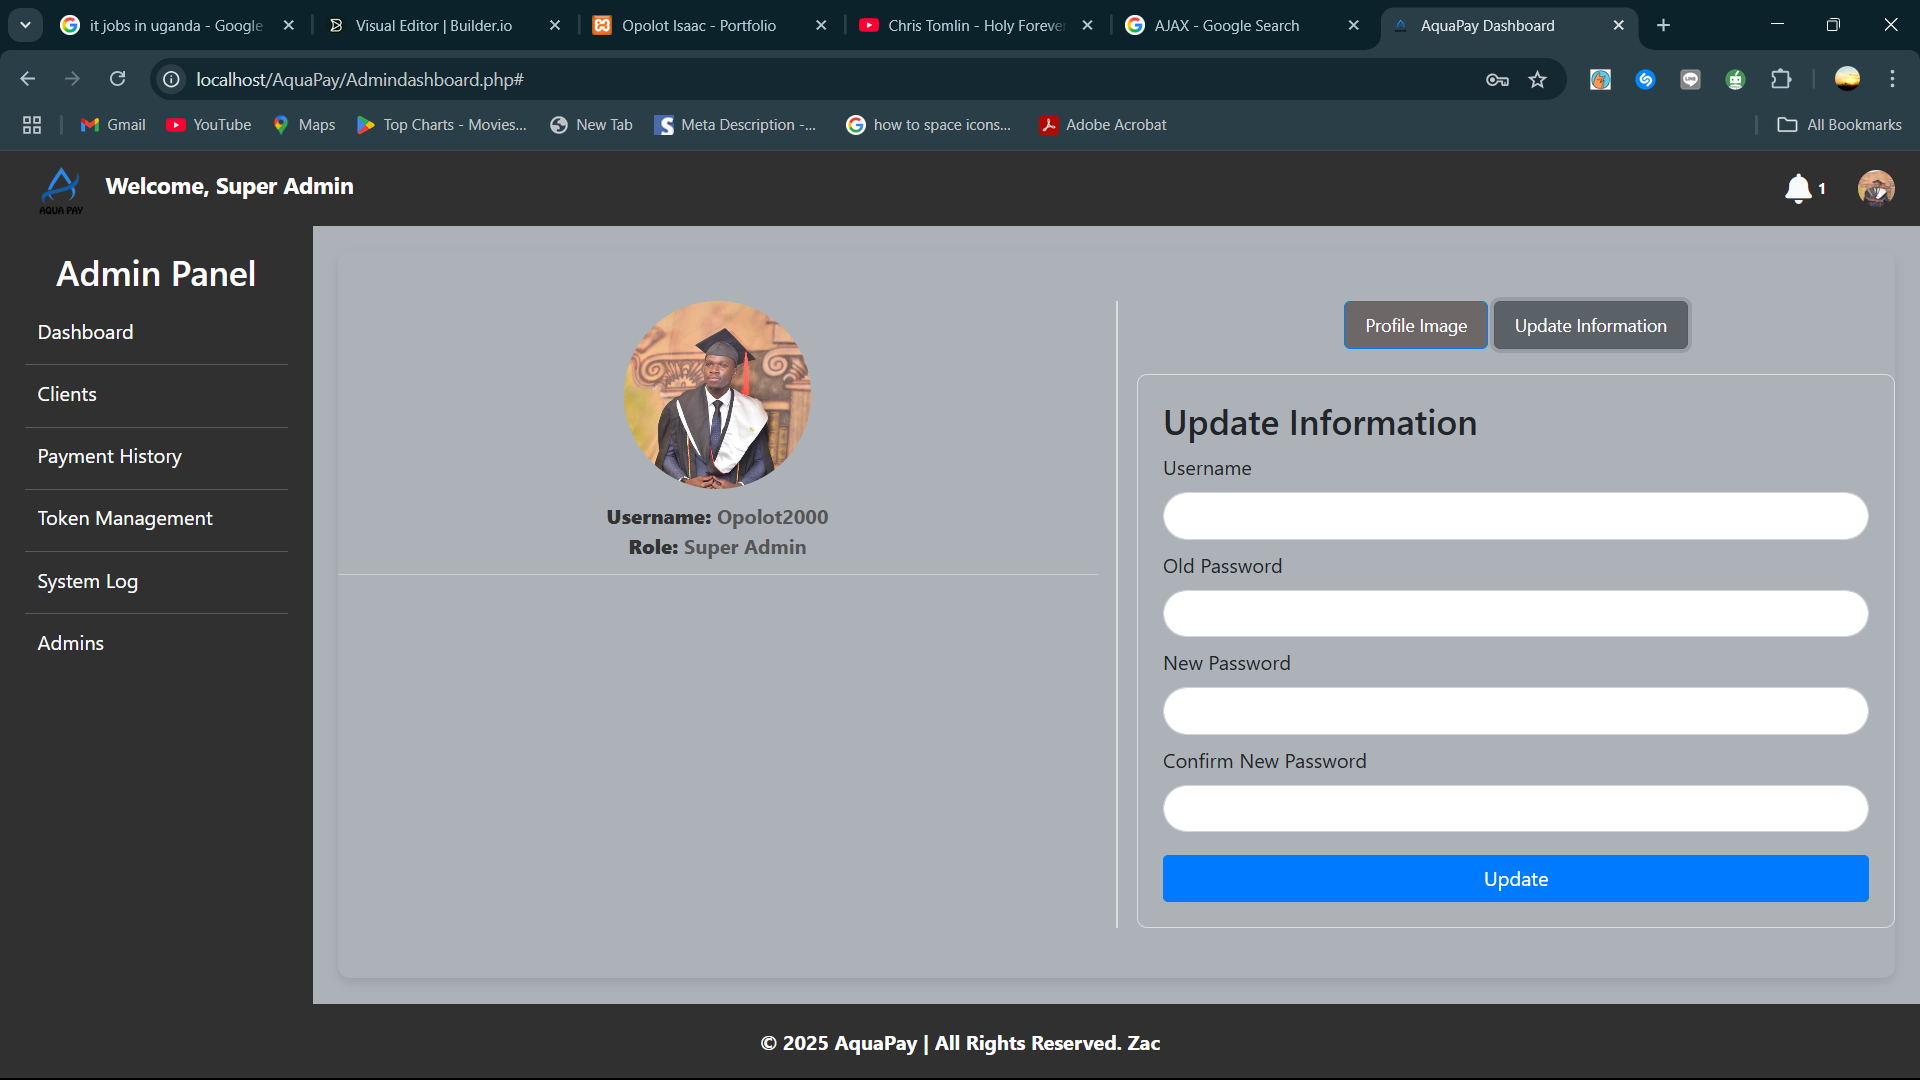 it jobs in uganda - Google
Visual Editor | Builder.io
Opolot Isaac - Portfolio
Chris Tomlin - Holy Forever
AJAX - Google Search
AquaPay Dashboard
localhost/AquaPay/Admindashboard.php#
Gmail
YouTube
Maps
Top Charts - Movies...
New Tab
Meta Description -...
how to space icons...
Adobe Acrobat
All Bookmarks
AQUA PAY
Welcome, Super Admin
1
Admin Panel
Dashboard
Clients
Payment History
Token Management
System Log
Admins
Username: Opolot2000
Role: Super Admin
Profile Image
Update Information
Update Information
Username
Old Password
New Password
Confirm New Password
Update
© 2025 AquaPay | All Rights Reserved. Zac